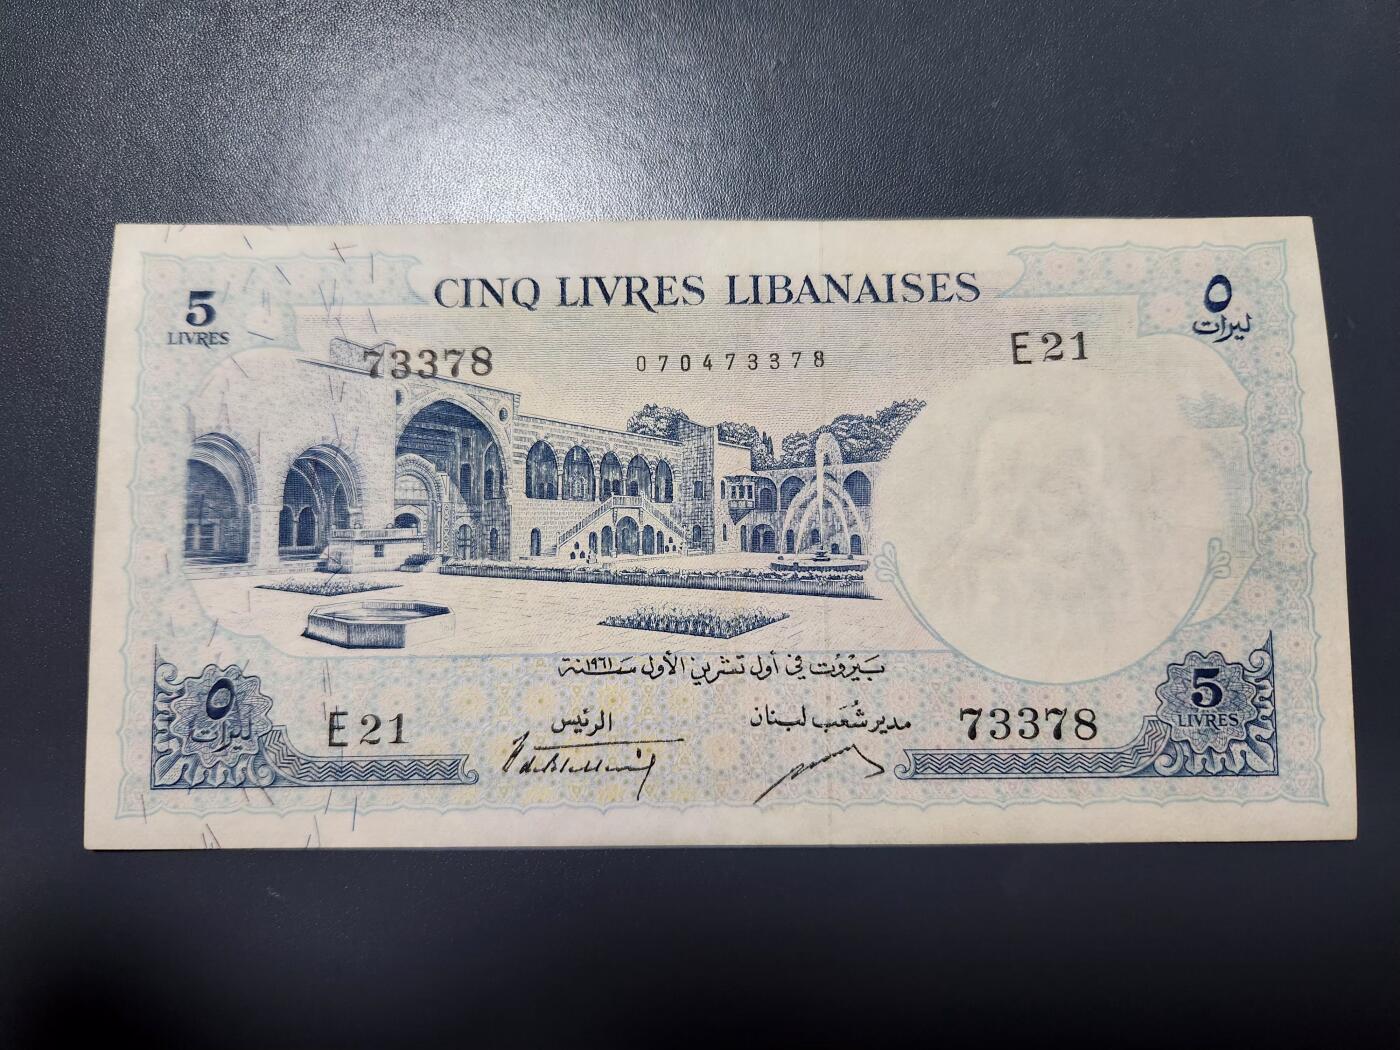 CINQ LIVRES LIBANAISES
5
LIVRES
٥
ليرات
73378
070473378
E21
بيروت في أول تشرين الأول سنة ١٩٦١
الرئيس
مدير شعب لبنان
E21
73378
٥
ليرات
5
LIVRES